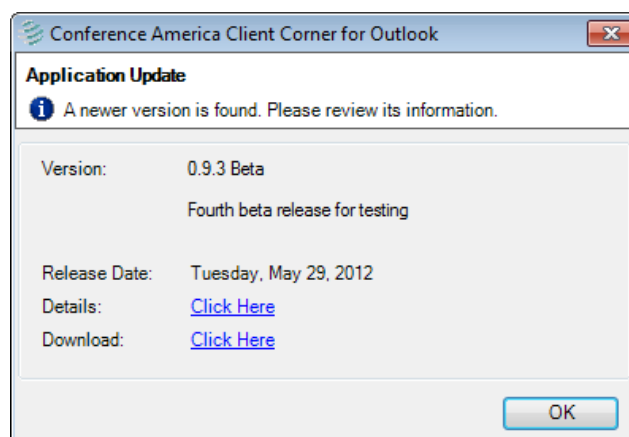 Conference America Client Corner for Outlook
Application Update
A newer version is found. Please review its information.
Version: 0.9.3 Beta
Fourth beta release for testing
Release Date: Tuesday, May 29, 2012
Details: Click Here
Download: Click Here
OK